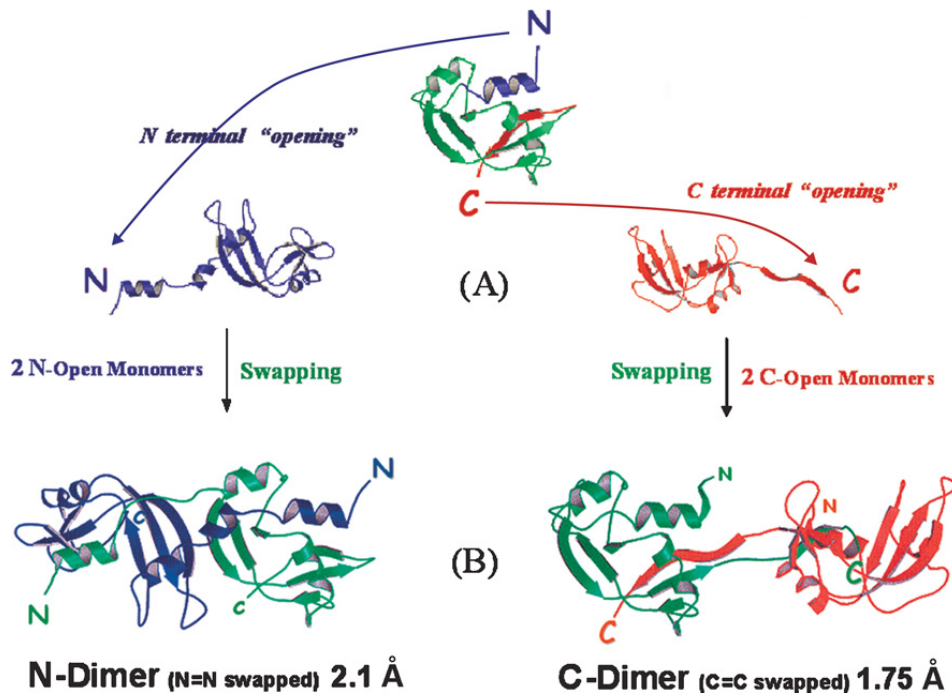 N
N terminal "opening"
C
C terminal "opening"
N
(A)
C
2 N-Open Monomers
Swapping
Swapping
2 C-Open Monomers
N
N
C
N
N
C
(B)
C
C
N
C
N-Dimer (N=N swapped) 2.1 Å
C-Dimer (C=C swapped) 1.75 Å